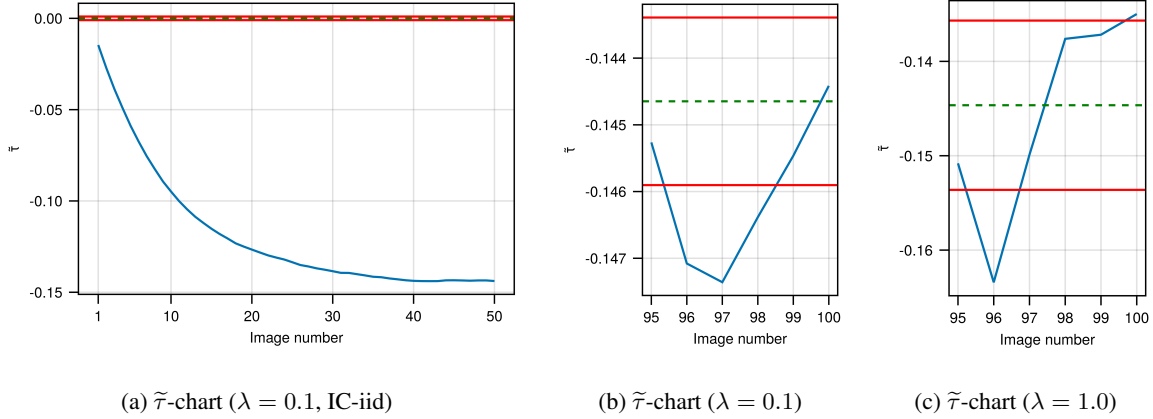 0.00
-0.05
-0.10
-0.15
τ̃
1
10
20
30
40
50
Image number
(a) τ̃-chart (λ = 0.1, IC-iid)
-0.144
-0.145
-0.146
-0.147
τ̃
95 96 97 98 99 100
Image number
(b) τ̃-chart (λ = 0.1)
-0.14
-0.15
-0.16
τ̃
95 96 97 98 99 100
Image number
(c) τ̃-chart (λ = 1.0)